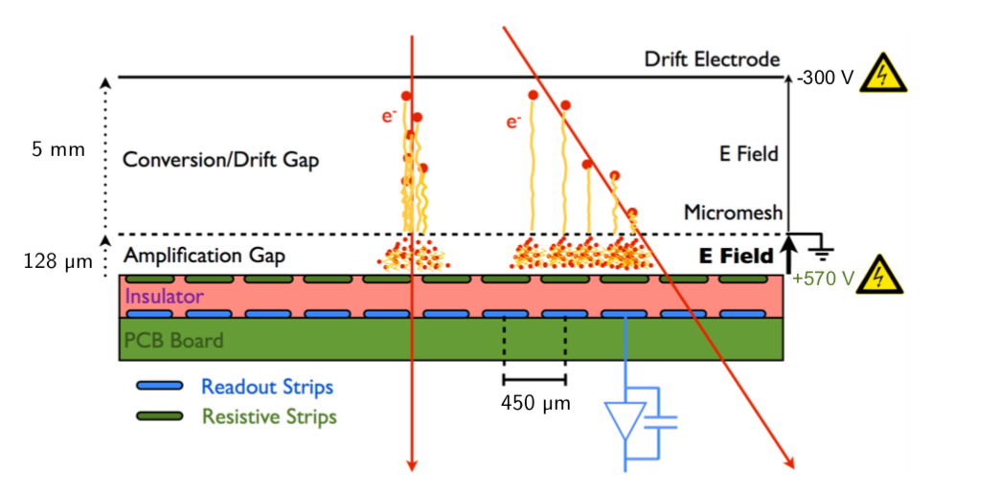 Drift Electrode
-300 V
e-
e-
5 mm
Conversion/Drift Gap
E Field
Micromesh
128 µm
Amplification Gap
E Field
+570 V
Insulator
PCB Board
Readout Strips
450 µm
Resistive Strips